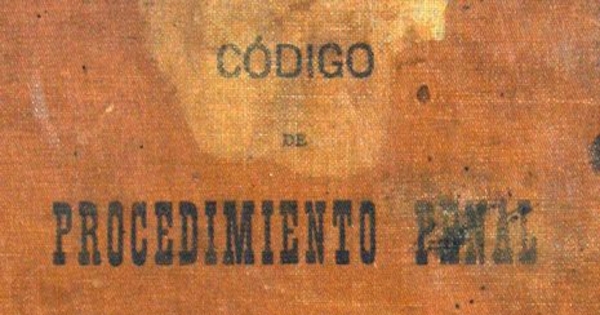 CÓDIGO
DE
PROCEDIMIENTO PENAL